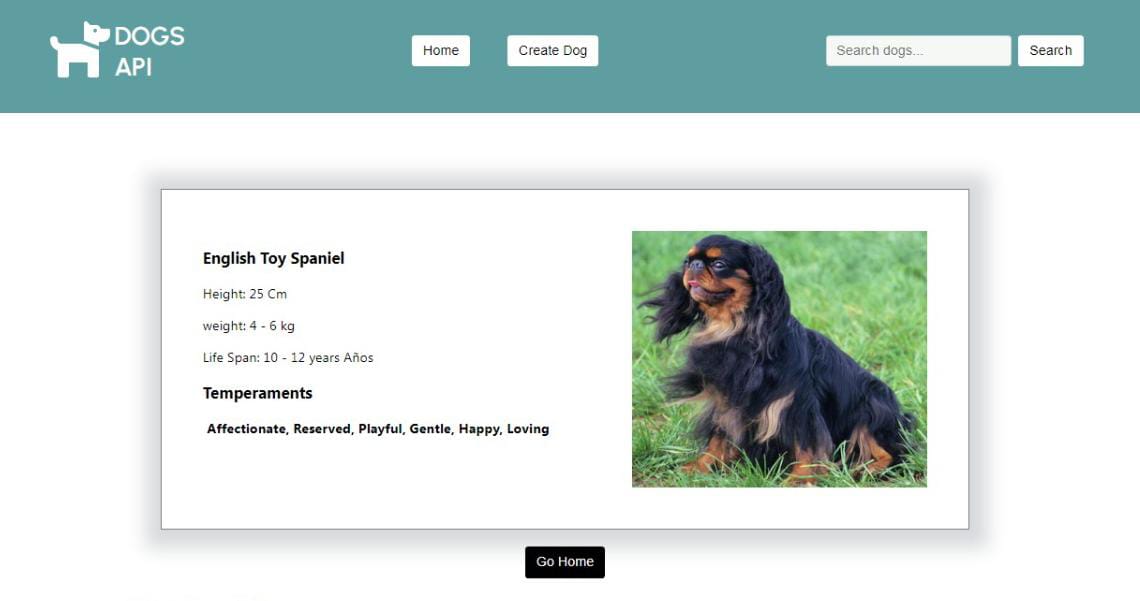 DOGS
API
Home
Create Dog
Search dogs...
Search
English Toy Spaniel
Height: 25 Cm
weight: 4 - 6 kg
Life Span: 10 - 12 years Años
Temperaments
Affectionate, Reserved, Playful, Gentle, Happy, Loving
Go Home